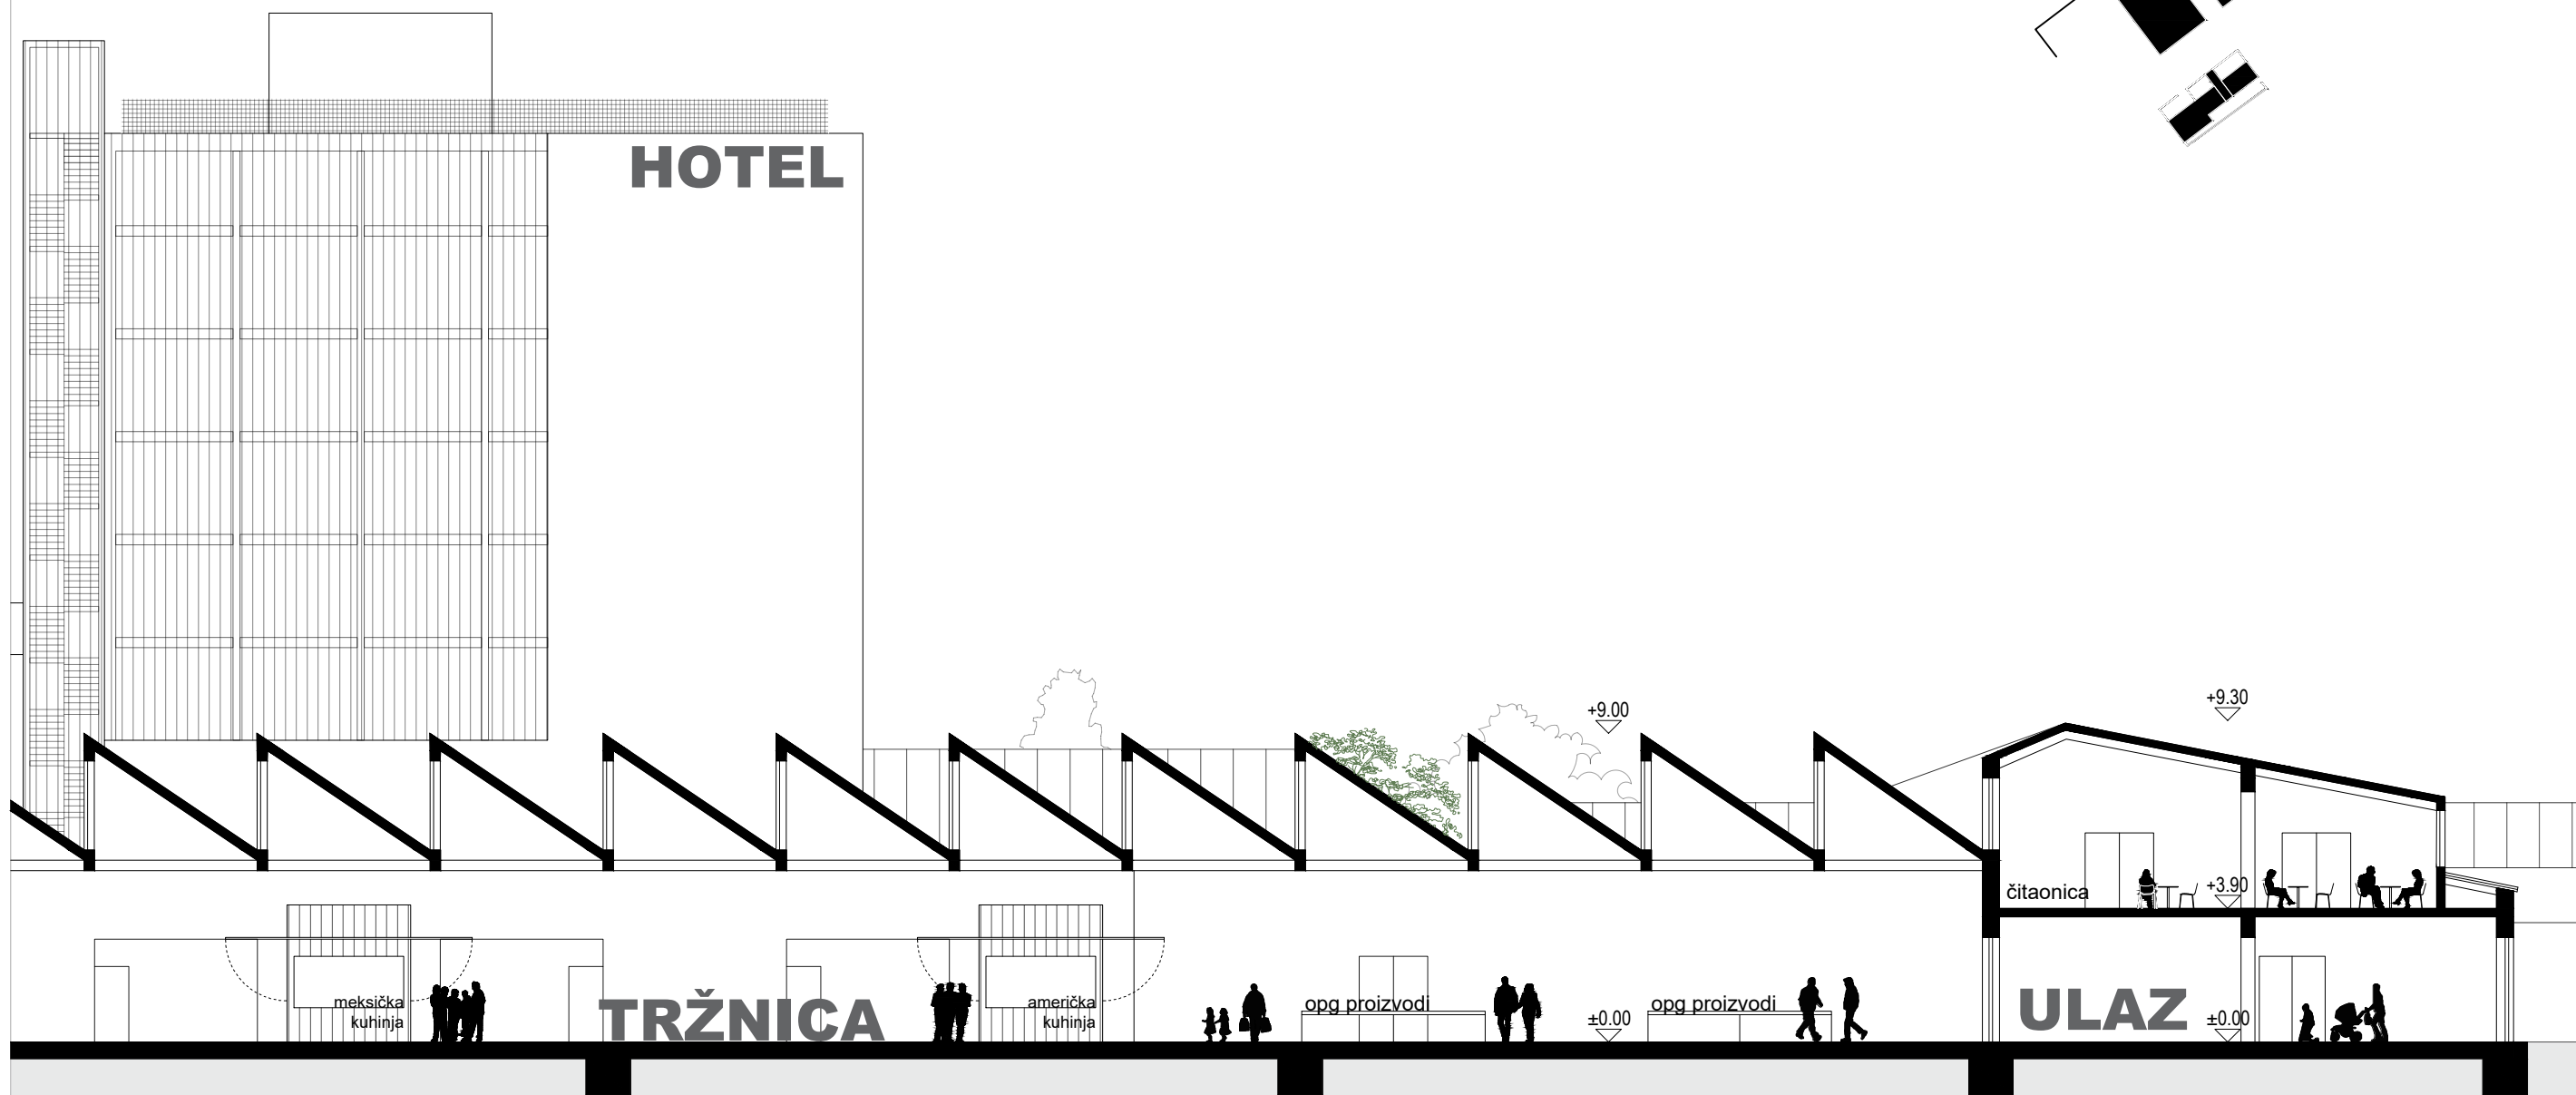 HOTEL
+9.00
+9.30
čitaonica
+3.90
meksička
kuhinja
TRŽNICA
američka
kuhinja
opg proizvodi
±0.00
opg proizvodi
ULAZ
±0.00